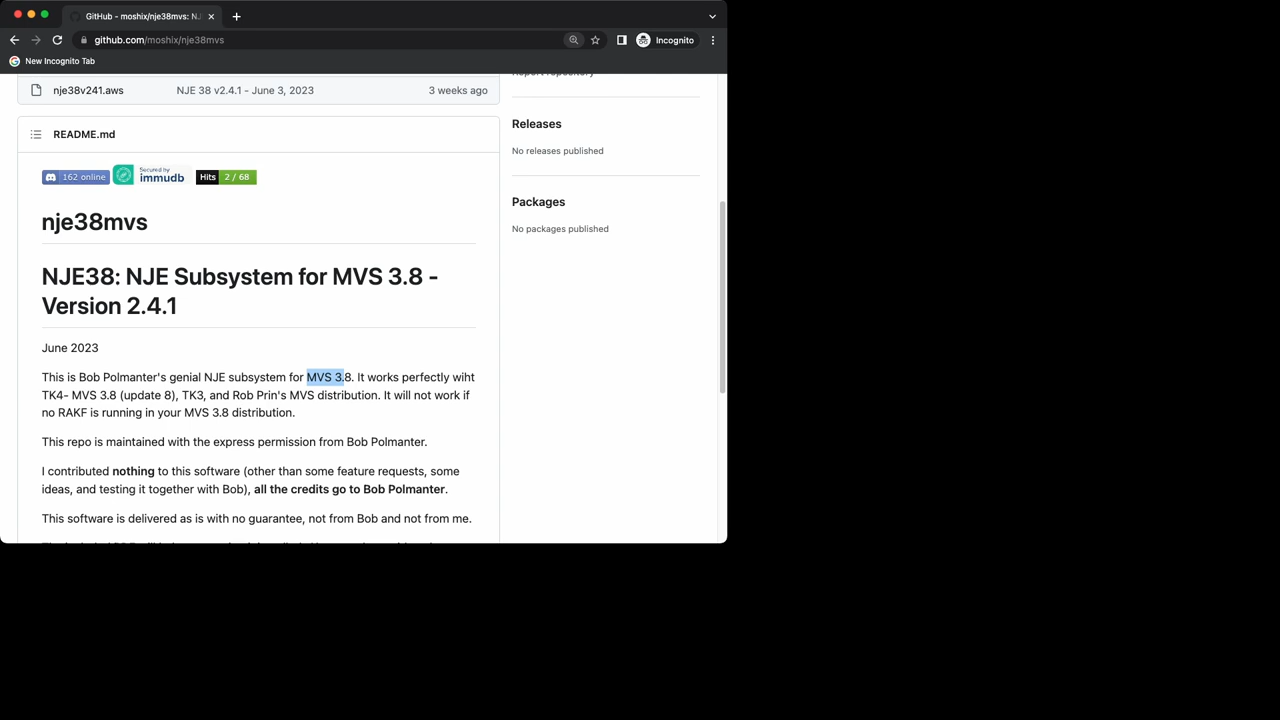 GitHub - moshix/nje38mvs: NJ
github.com/moshix/nje38mvs
Incognito
New Incognito Tab
nje38v241.aws NJE 38 v2.4.1 - June 3, 2023 3 weeks ago
Report repository
README.md
Releases
No releases published
162 online Secured by immudb Hits 2 / 68
Packages
No packages published
nje38mvs
NJE38: NJE Subsystem for MVS 3.8 -
Version 2.4.1
June 2023
This is Bob Polmanter's genial NJE subsystem for MVS 3.8. It works perfectly wiht
TK4- MVS 3.8 (update 8), TK3, and Rob Prin's MVS distribution. It will not work if
no RAKF is running in your MVS 3.8 distribution.
This repo is maintained with the express permission from Bob Polmanter.
I contributed nothing to this software (other than some feature requests, some
ideas, and testing it together with Bob), all the credits go to Bob Polmanter.
This software is delivered as is with no guarantee, not from Bob and not from me.